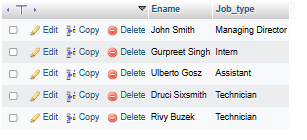 Ename Job_type
Edit Copy Delete John Smith Managing Director
Edit Copy Delete Gurpreet Singh Intern
Edit Copy Delete Ulberto Gosz Assistant
Edit Copy Delete Druci Sixsmith Technician
Edit Copy Delete Rivy Buzek Technician